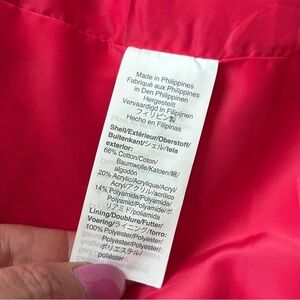 Made in Philippines
Fabriqué aux Philippines
in Den Philippinen
Hergestellt
Vervaardigd in Filipijnen
フィリピン製
Hecho en Filipinas
Shell/Extérieur/Oberstoff/
Buitenkant/シェル/tela
exterior:
66% Cotton/Coton/
Baumwolle/Katoen/綿/
algodón
20% Acrylic/Acrylique/Acryl/
Acryl/アクリル/acrílico
14% Polyamid/Polyamide/
Polyamid/Polyamide/ポ
リアミド/poliamida
Lining/Doublure/Futter/
Voering/ライニング/forro:
100% Polyester/Polyester/
Polyester/Polyester/ポリ
エステル/
poliéster